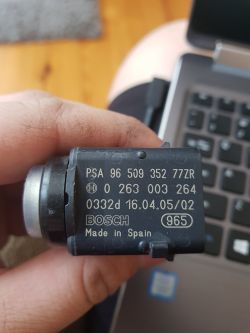 PSA 96 509 352 77ZR
0 263 003 264
0332d 16.04.05/02
BOSCH 965
Made in Spain